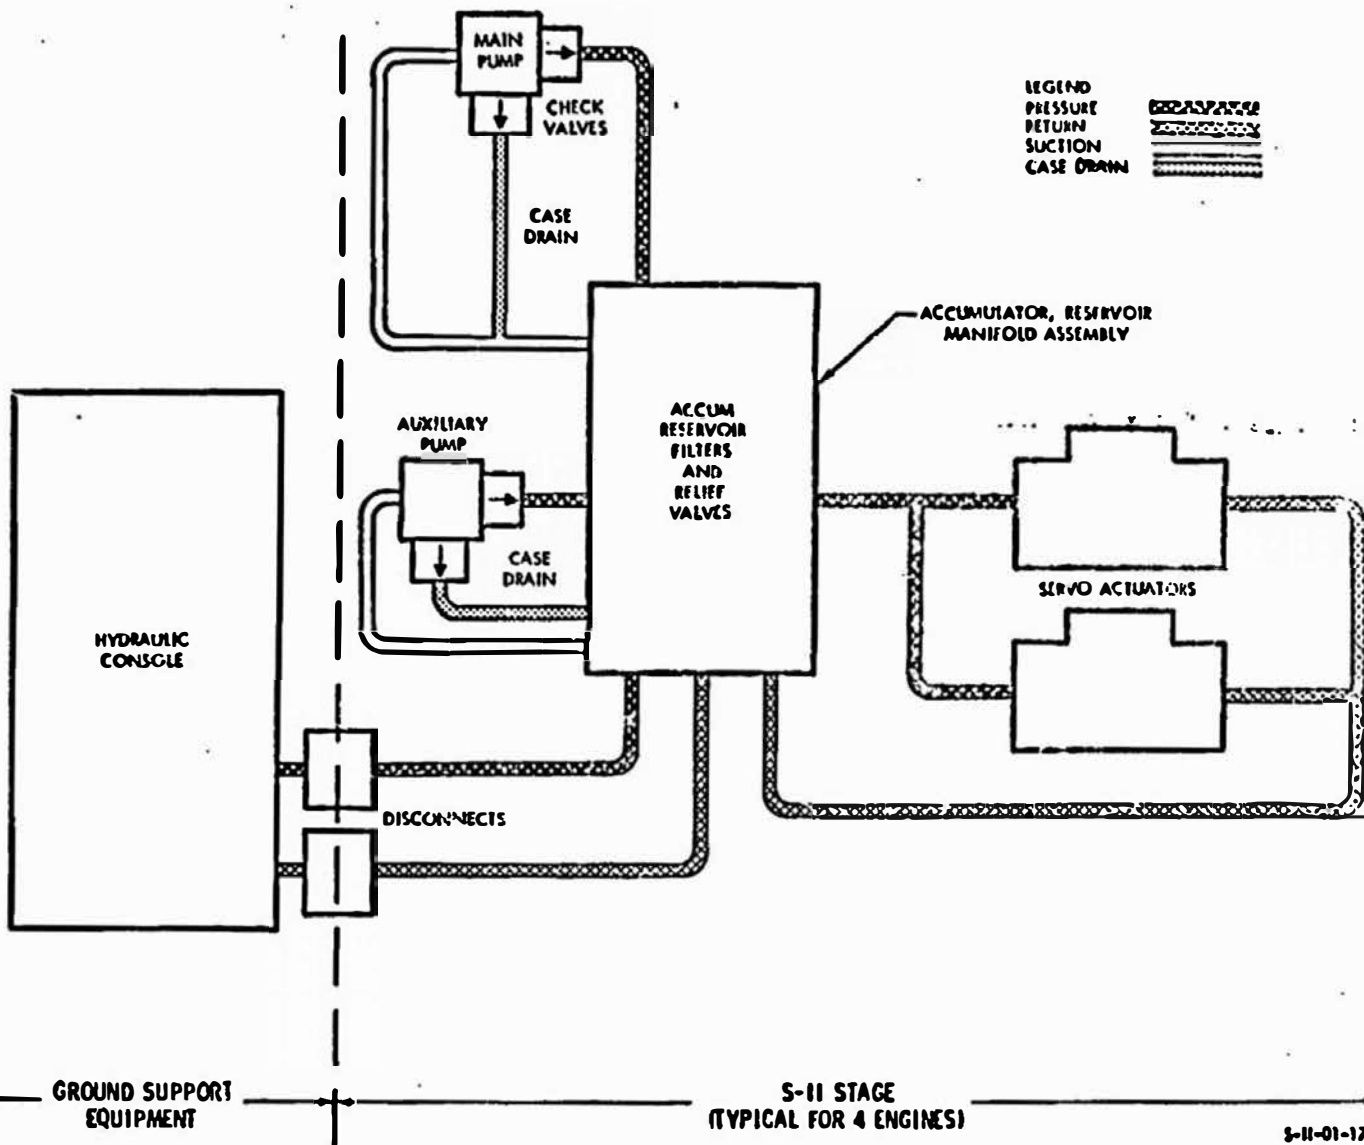 MAIN
PUMP
CHECK
VALVES
LEGEND
PRESSURE
RETURN
SUCTION
CASE DRAIN
CASE
DRAIN
ACCUMULATOR, RESERVOIR
MANIFOLD ASSEMBLY
AUXILIARY
PUMP
ACCUM
RESERVOIR
FILTERS
AND
RELIEF
VALVES
CASE
DRAIN
SERVO ACTUATORS
HYDRAULIC
CONSOLE
DISCONNECTS
GROUND SUPPORT
EQUIPMENT
S-II STAGE
(TYPICAL FOR 4 ENGINES)